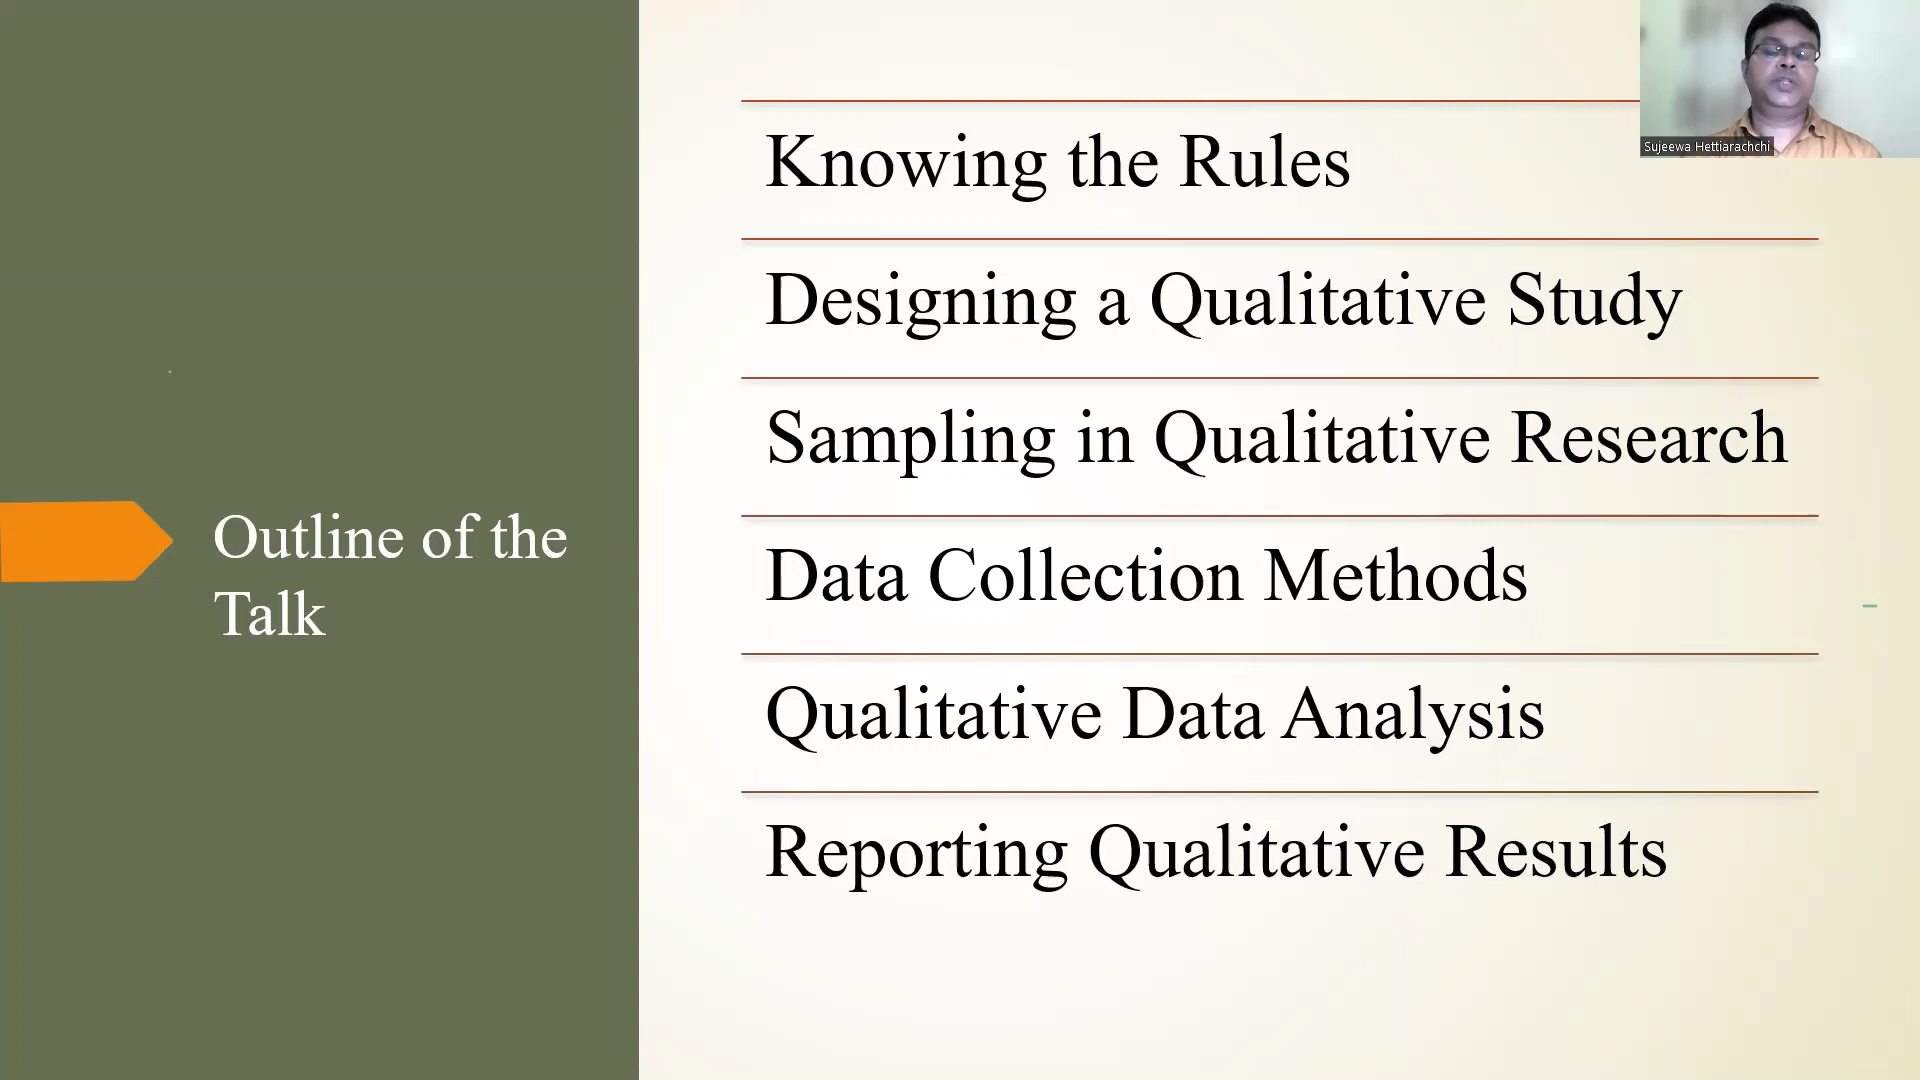 Outline of the
Talk
Knowing the Rules
Designing a Qualitative Study
Sampling in Qualitative Research
Data Collection Methods
Qualitative Data Analysis
Reporting Qualitative Results
Sujeewa Hettiarachchi